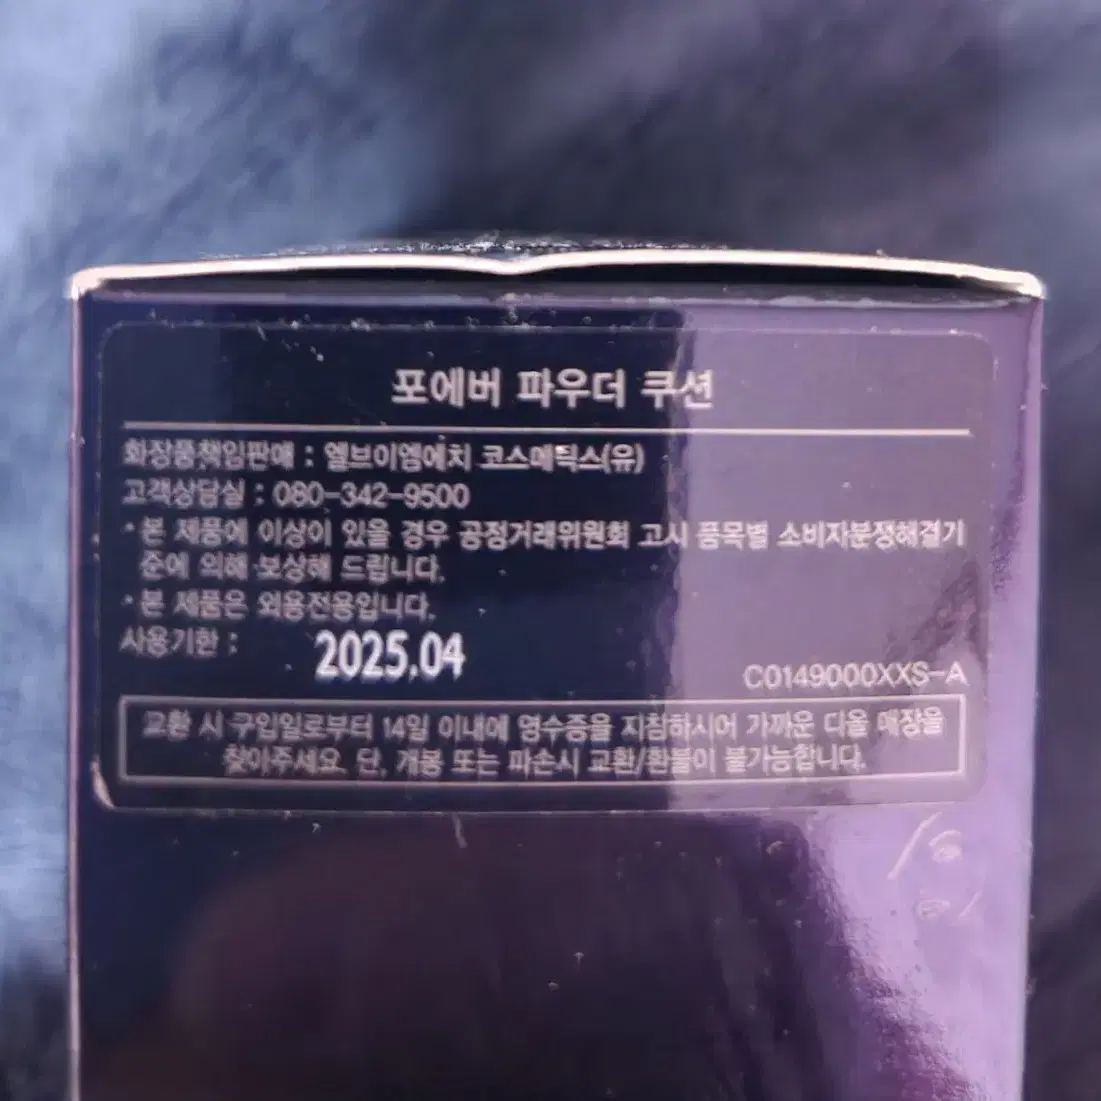 포에버 파우더 쿠션
화장품책임판매 : 엘브이엠에치 코스메틱스(유)
고객상담실 : 080-342-9500
· 본 제품에 이상이 있을 경우 공정거래위원회 고시 품목별 소비자분쟁해결기
준에 의해 보상해 드립니다.
· 본 제품은 외용전용입니다.
사용기한 : 2025.04
C0149000XXS-A
교환 시 구입일로부터 14일 이내에 영수증을 지참하시어 가까운 디올 매장을
찾아주세요. 단, 개봉 또는 파손시 교환/환불이 불가능합니다.